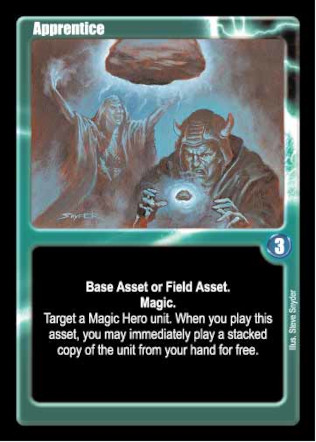 Apprentice
SNYDER
3
Base Asset or Field Asset.
Magic.
Target a Magic Hero unit. When you play this
asset, you may immediately play a stacked
copy of the unit from your hand for free.
Illus. Steve Snyder